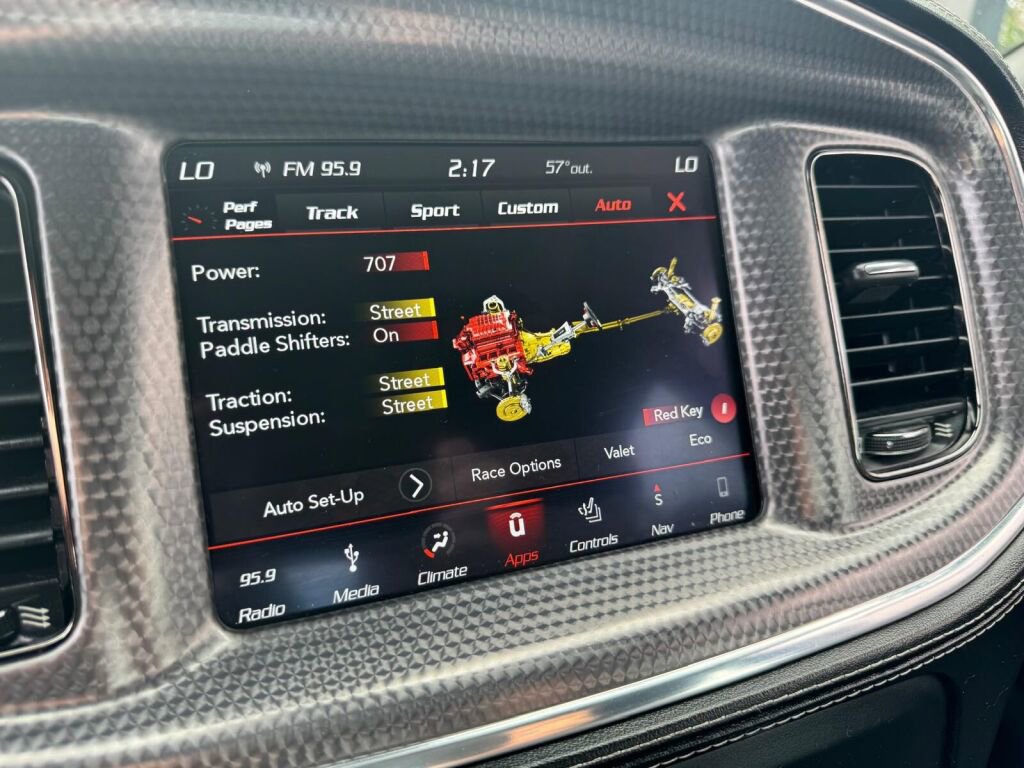 LO FM 95.9 2:17 57°out. LO
Perf
Pages
Track Sport Custom Auto
Power: 707
Transmission: Street
Paddle Shifters: On
Traction: Street
Suspension: Street
Red Key
Auto Set-Up Race Options Valet Eco
95.9
Radio Media Climate Apps Controls S Nav Phone